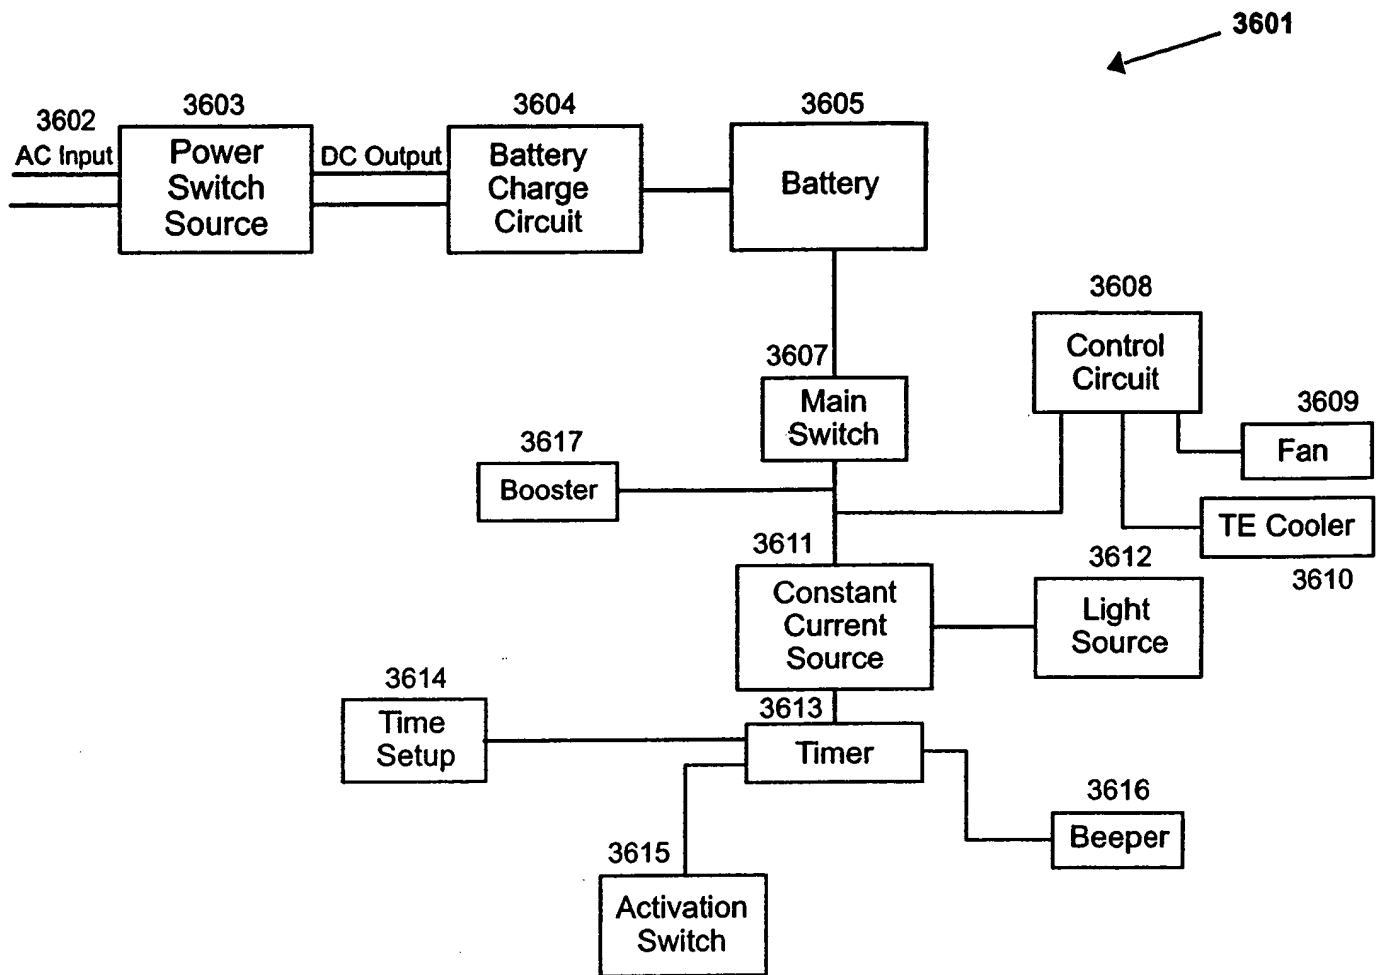 3601
3602
AC Input
3603
Power
Switch
Source
DC Output
3604
Battery
Charge
Circuit
3605
Battery
3607
Main
Switch
3608
Control
Circuit
3609
Fan
TE Cooler
3610
3617
Booster
3611
Constant
Current
Source
3612
Light
Source
3613
Timer
3614
Time
Setup
3615
Activation
Switch
3616
Beeper